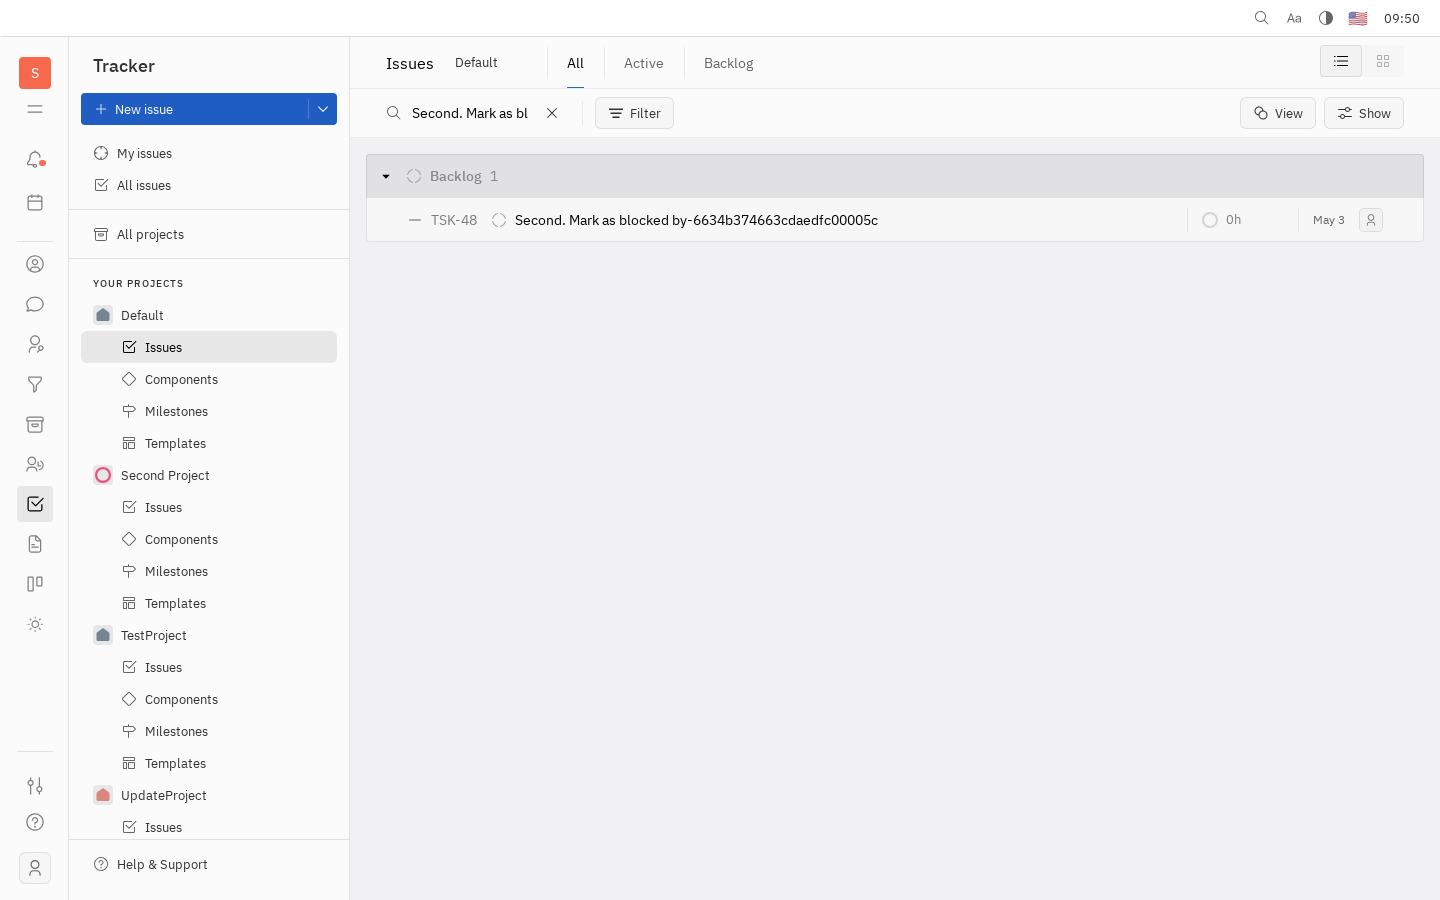 Aa
09:50
S
Tracker
New issue
My issues
All issues
All projects
YOUR PROJECTS
Default
Issues
Components
Milestones
Templates
Second Project
Issues
Components
Milestones
Templates
TestProject
Issues
Components
Milestones
Templates
UpdateProject
Issues
Help & Support
Issues Default All Active Backlog
Second. Mark as bl Filter View Show
Backlog 1
TSK-48 Second. Mark as blocked by-6634b374663cdaedfc00005c 0h May 3